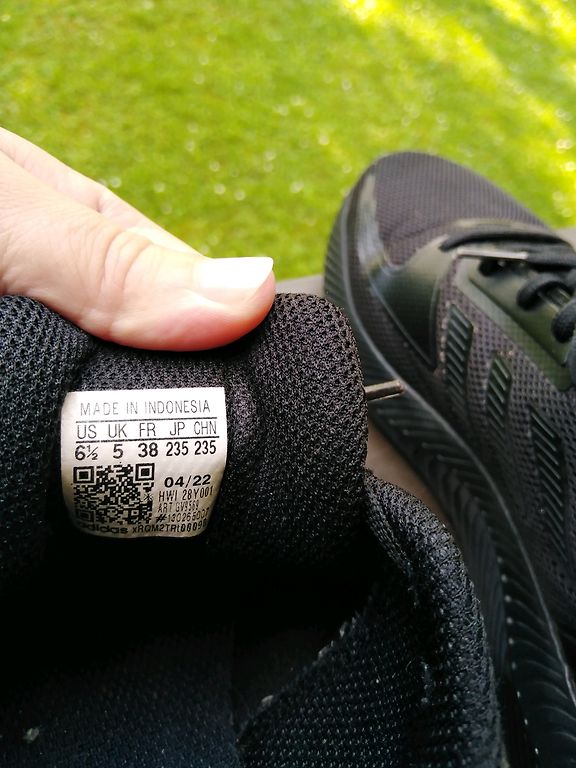 MADE IN INDONESIA
US UK FR JP CHN
6½ 5 38 235 235
04/22
HWI 28Y001
ART
adidas